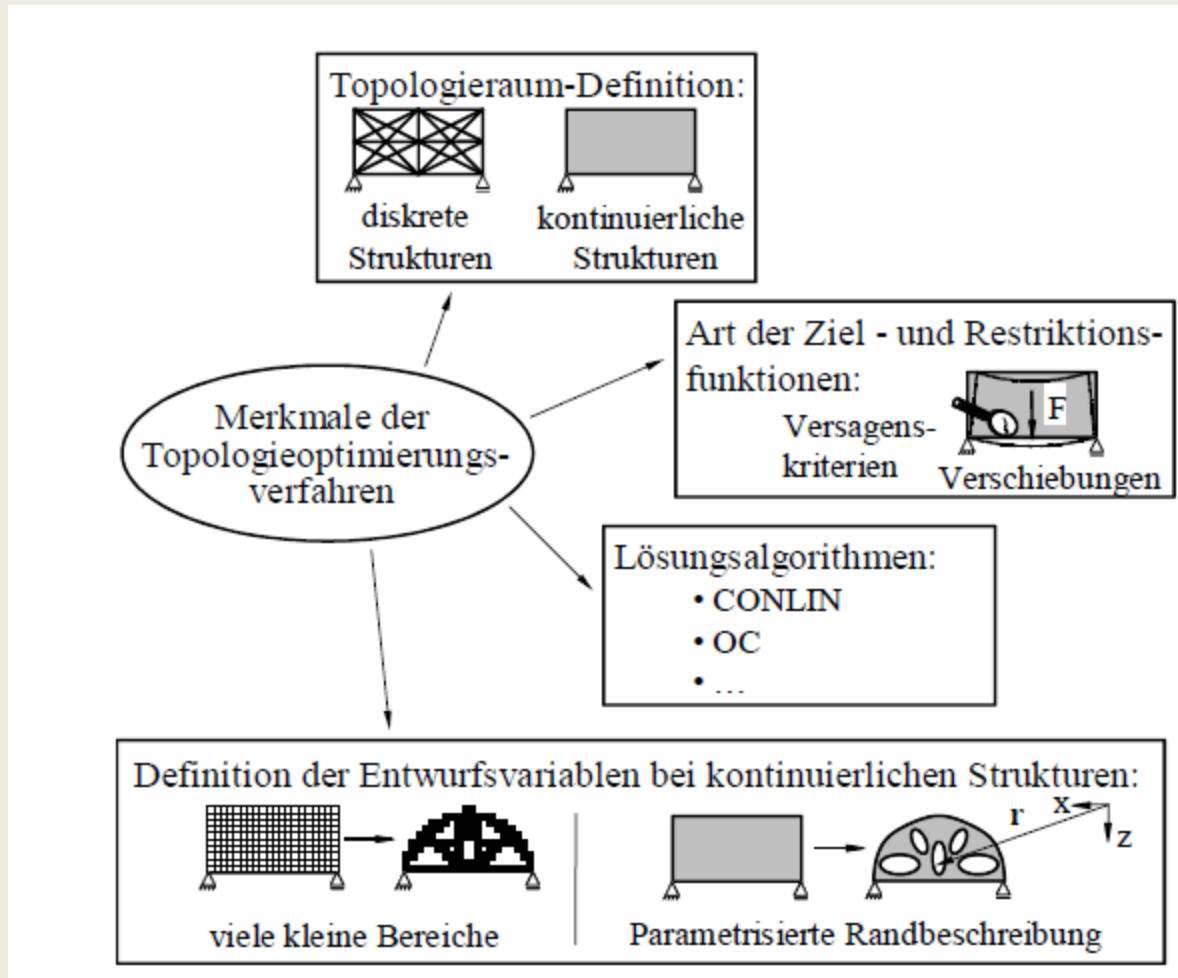 Topologieraum-Definition:
diskrete
Strukturen
kontinuierliche
Strukturen
Art der Ziel - und Restriktions-
funktionen:
F
Versagens-
kriterien
Verschiebungen
Merkmale der
Topologieoptimierungs-
verfahren
Lösungsalgorithmen:
• CONLIN
• OC
• …
Definition der Entwurfsvariablen bei kontinuierlichen Strukturen:
r
x
z
viele kleine Bereiche
Parametrisierte Randbeschreibung